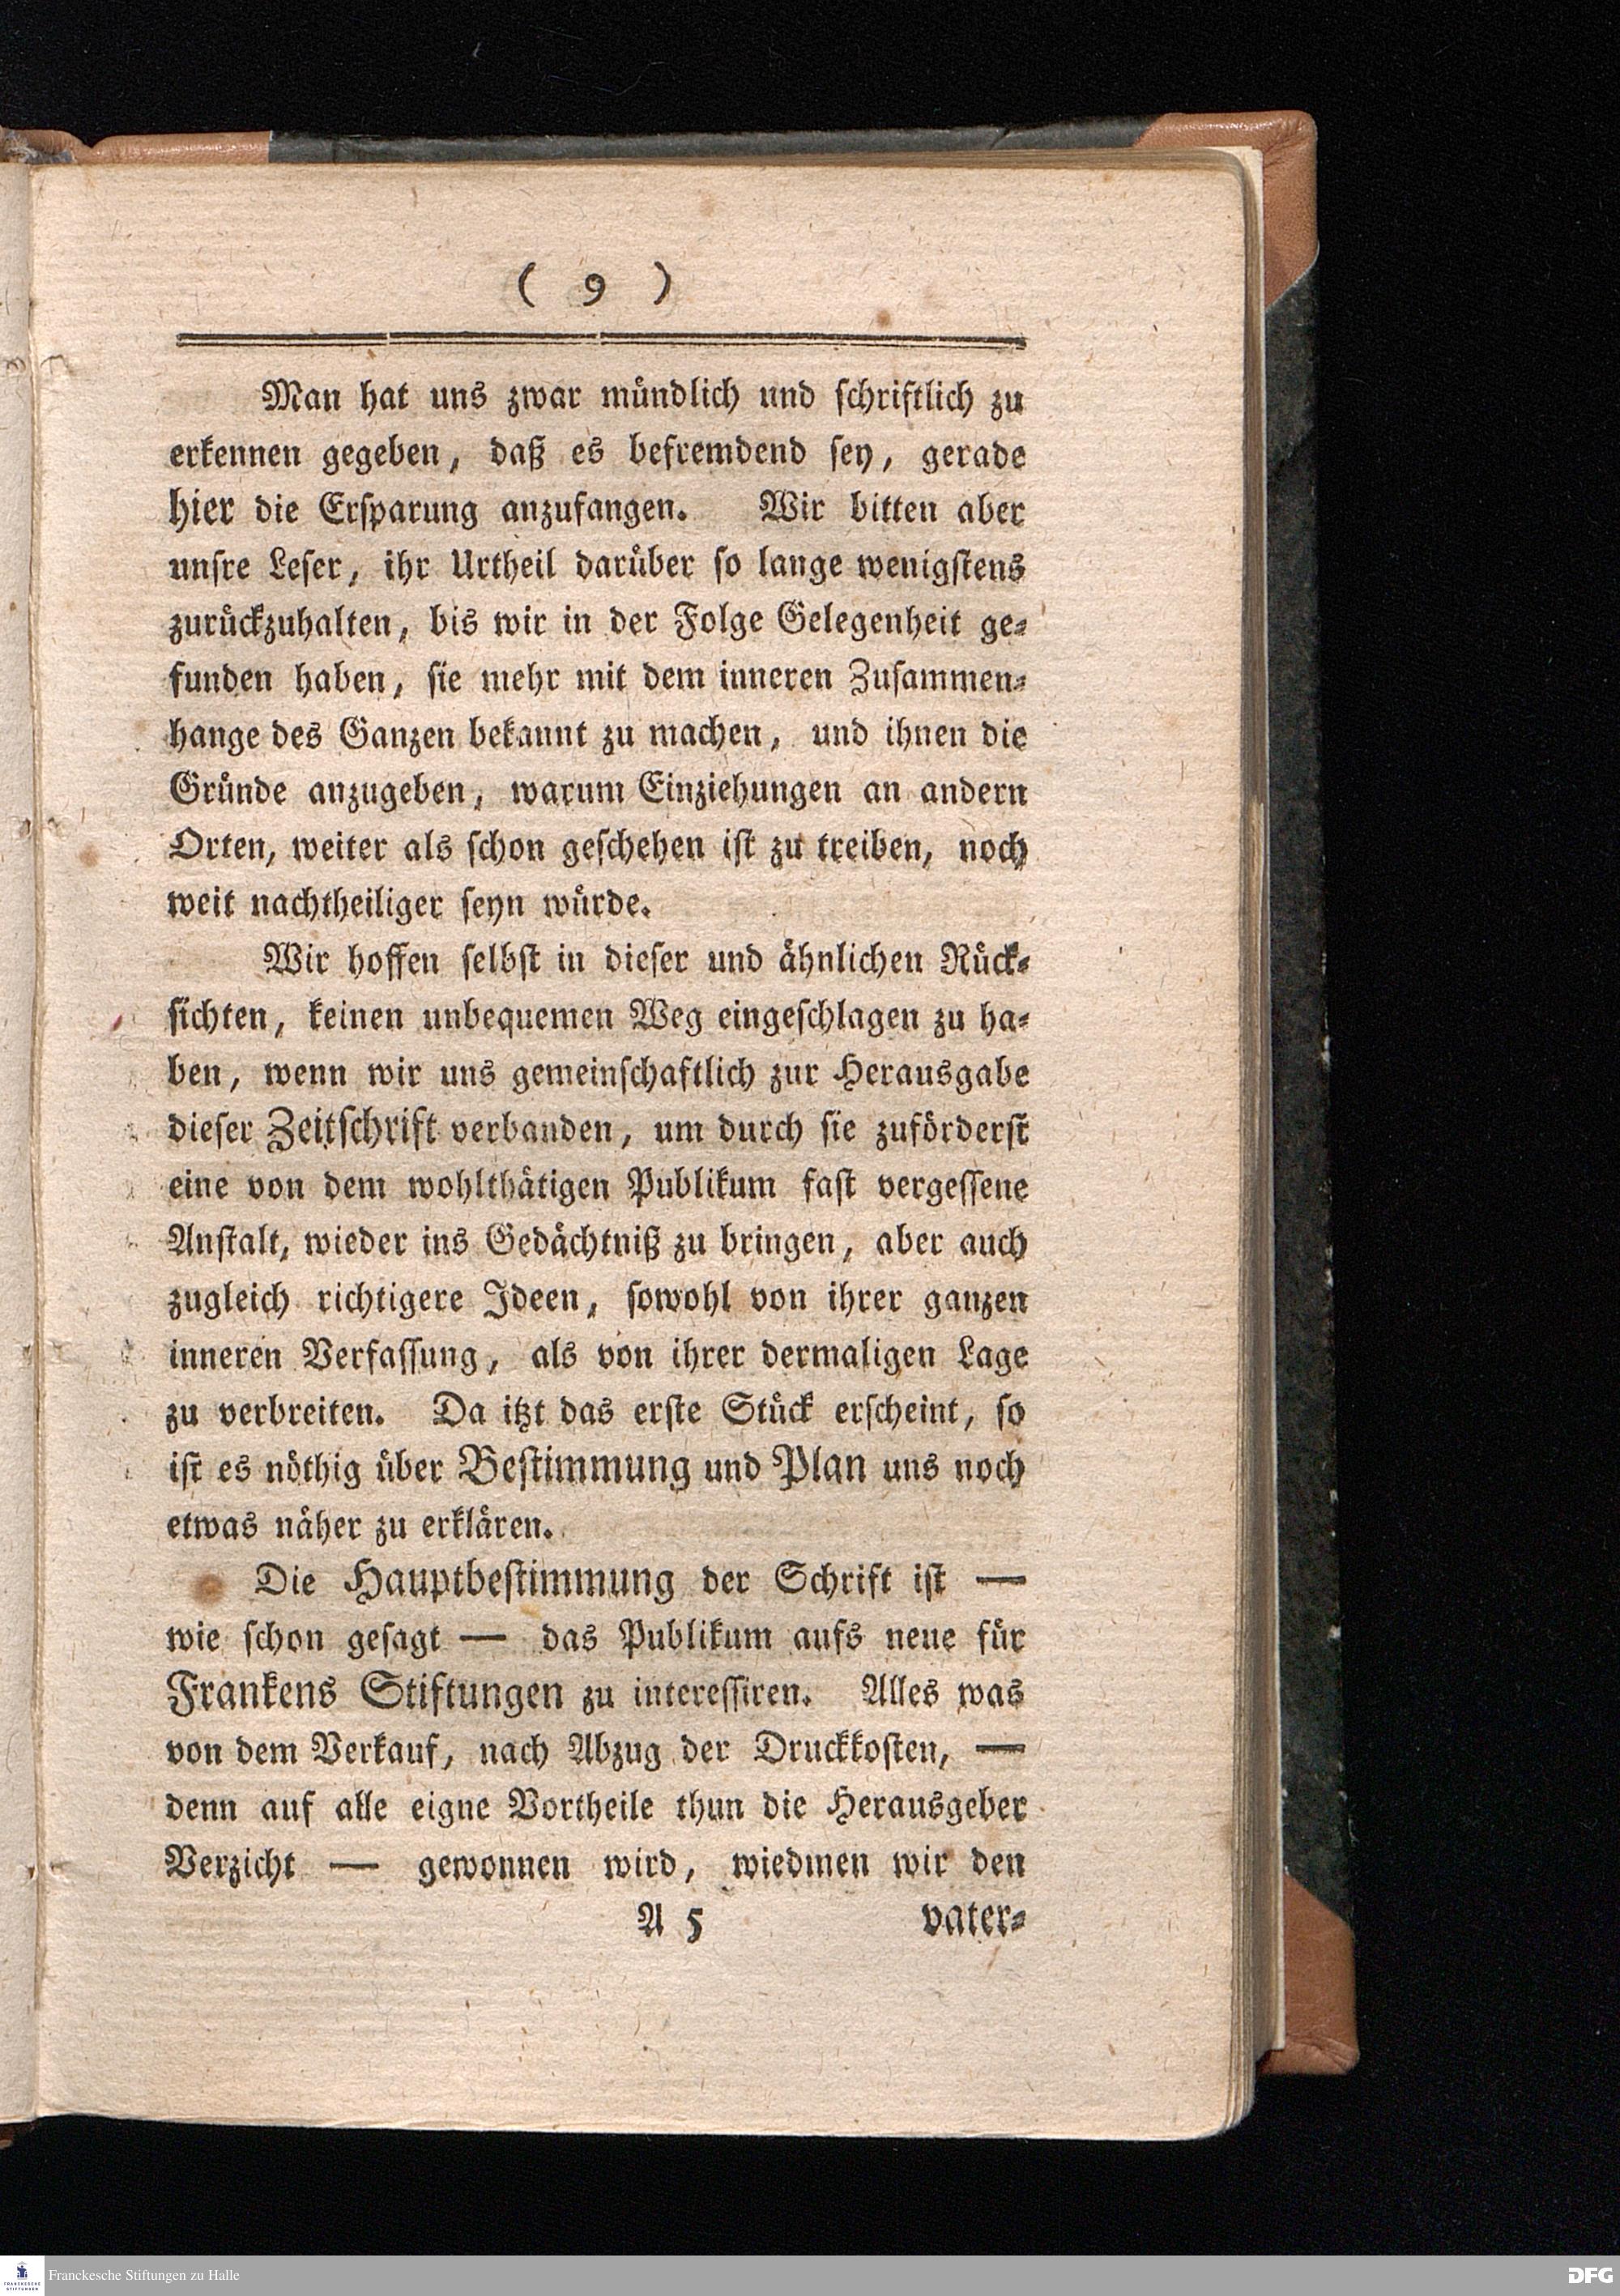 ( 9 )
Man hat uns zwar mündlich und schriftlich zu
erkennen gegeben, daß es befremdend sey, gerade
hier die Ersparung anzufangen. Wir bitten aber
unsre Leser, ihr Urtheil darüber so lange wenigstens
zurückzuhalten, bis wir in der Folge Gelegenheit ge-
funden haben, sie mehr mit dem inneren Zusammen-
hange des Ganzen bekannt zu machen, und ihnen die
Gründe anzugeben, warum Einziehungen an andern
Orten, weiter als schon geschehen ist zu treiben, noch
weit nachtheiliger seyn würde.
Wir hoffen selbst in dieser und ähnlichen Rück-
sichten, keinen unbequemen Weg eingeschlagen zu ha-
ben, wenn wir uns gemeinschaftlich zur Herausgabe
dieser Zeitschrift verbanden, um durch sie zuförderst
eine von dem wohlthätigen Publikum fast vergessene
Anstalt, wieder ins Gedächtniß zu bringen, aber auch
zugleich richtigere Ideen, sowohl von ihrer ganzen
inneren Verfassung, als von ihrer dermaligen Lage
zu verbreiten. Da itzt das erste Stück erscheint, so
ist es nöthig über Bestimmung und Plan uns noch
etwas näher zu erklären.
Die Hauptbestimmung der Schrift ist —
wie schon gesagt — das Publikum aufs neue für
Frankens Stiftungen zu interessiren. Alles was
von dem Verkauf, nach Abzug der Druckkosten, —
denn auf alle eigne Vortheile thun die Herausgeber
Verzicht — gewonnen wird, wiedmen wir den
A 5 vater-
FRANCKESCHE STIFTUNGEN
Franckesche Stiftungen zu Halle
DFG